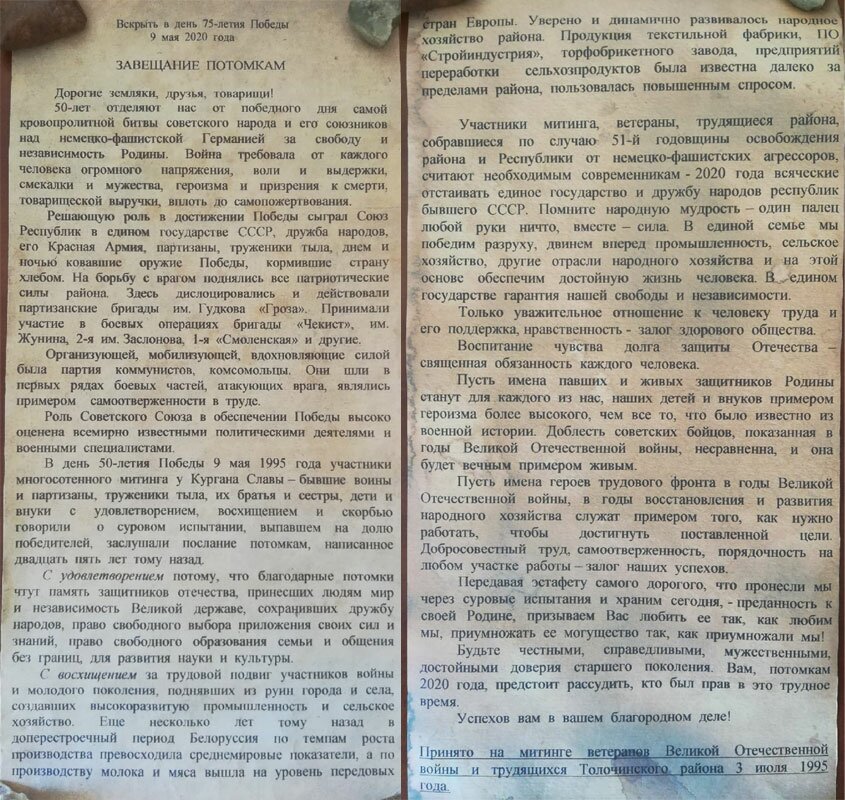 Вскрыть в день 75-летия Победы
9 мая 2020 года
ЗАВЕЩАНИЕ ПОТОМКАМ
Дорогие земляки, друзья, товарищи!
50-лет отделяют нас от победного дня самой
кровопролитной битвы советского народа и его союзников
над немецко-фашистской Германией за свободу и
независимость Родины. Война требовала от каждого
человека огромного напряжения, воли и выдержки,
смекалки и мужества, героизма и призрения к смерти,
товарищеской выручки, вплоть до самопожертвования.
Решающую роль в достижении Победы сыграл Союз
Республик в едином государстве СССР, дружба народов,
его Красная Армия, партизаны, труженики тыла, днем и
ночью ковавшие оружие Победы, кормившие страну
хлебом. На борьбу с врагом поднялись все патриотические
силы района. Здесь дислоцировались и действовали
партизанские бригады им. Гудкова «Гроза». Принимали
участие в боевых операциях бригады «Чекист», им.
Жунина, 2-я им. Заслонова, 1-я «Смоленская» и другие.
Организующей, мобилизующей, вдохновляющие силой
была партия коммунистов, комсомольцы. Они шли в
первых рядах боевых частей, атакующих врага, являлись
примером самоотверженности в труде.
Роль Советского Союза в обеспечении Победы высоко
оценена всемирно известными политическими деятелями и
военными специалистами.
В день 50-летия Победы 9 мая 1995 года участники
многосотенного митинга у Кургана Славы – бывшие воины
и партизаны, труженики тыла, их братья и сестры, дети и
внуки с удовлетворением, восхищением и скорбью
говорили о суровом испытании, выпавшем на долю
победителей, заслушали послание потомкам, написанное
двадцать пять лет тому назад.
С удовлетворением потому, что благодарные потомки
чтут память защитников отечества, принесших людям мир
и независимость Великой державе, сохранивших дружбу
народов, право свободного выбора приложения своих сил и
знаний, право свободного образования семьи и общения
без границ, для развития науки и культуры.
С восхищением за трудовой подвиг участников войны
и молодого поколения, поднявших из руин города и села,
создавших высокоразвитую промышленность и сельское
хозяйство. Еще несколько лет тому назад в
доперестроечный период Белоруссия по темпам роста
производства превосходила среднемировые показатели, а по
производству молока и мяса вышла на уровень передовых
стран Европы. Уверено и динамично развивалось народное
хозяйство района. Продукция текстильной фабрики, ПО
«Стройиндустрия», торфобрикетного завода, предприятий
переработки сельхозпродуктов была известна далеко за
пределами района, пользовалась повышенным спросом.
Участники митинга, ветераны, трудящиеся района,
собравшиеся по случаю 51-й годовщины освобождения
района и Республики от немецко-фашистских агрессоров,
считают необходимым современникам - 2020 года всяческие
отстаивать единое государство и дружбу народов республик
бывшего СССР. Помните народную мудрость – один палец
любой руки ничто, вместе – сила. В единой семье мы
победим разруху, двинем вперед промышленность, сельское
хозяйство, другие отрасли народного хозяйства и на этой
основе обеспечим достойную жизнь человека. В едином
государстве гарантия нашей свободы и независимости.
Только уважительное отношение к человеку труда и
его поддержка, нравственность - залог здорового общества.
Воспитание чувства долга защиты Отечества –
священная обязанность каждого человека.
Пусть имена павших и живых защитников Родины
станут для каждого из нас, наших детей и внуков примером
героизма более высокого, чем все то, что было известно из
военной истории. Доблесть советских бойцов, показанная в
годы Великой Отечественной войны, несравненна, и она
будет вечным примером живым.
Пусть имена героев трудового фронта в годы Великой
Отечественной войны, в годы восстановления и развития
народного хозяйства служат примером того, как нужно
работать, чтобы достигнуть поставленной цели.
Добросовестный труд, самоотверженность, порядочность на
любом участке работы – залог наших успехов.
Передавая эстафету самого дорогого, что пронесли мы
через суровые испытания и храним сегодня, - преданность к
своей Родине, призываем Вас любить ее так, как любим
мы, приумножать ее могущество так, как приумножали мы!
Будьте честными, справедливыми, мужественными,
достойными доверия старшего поколения. Вам, потомкам
2020 года, предстоит рассудить, кто был прав в это трудное
время.
Успехов вам в вашем благородном деле!
Принято на митинге ветеранов Великой Отечественной
войны и трудящихся Толочинского района 3 июля 1995
года.